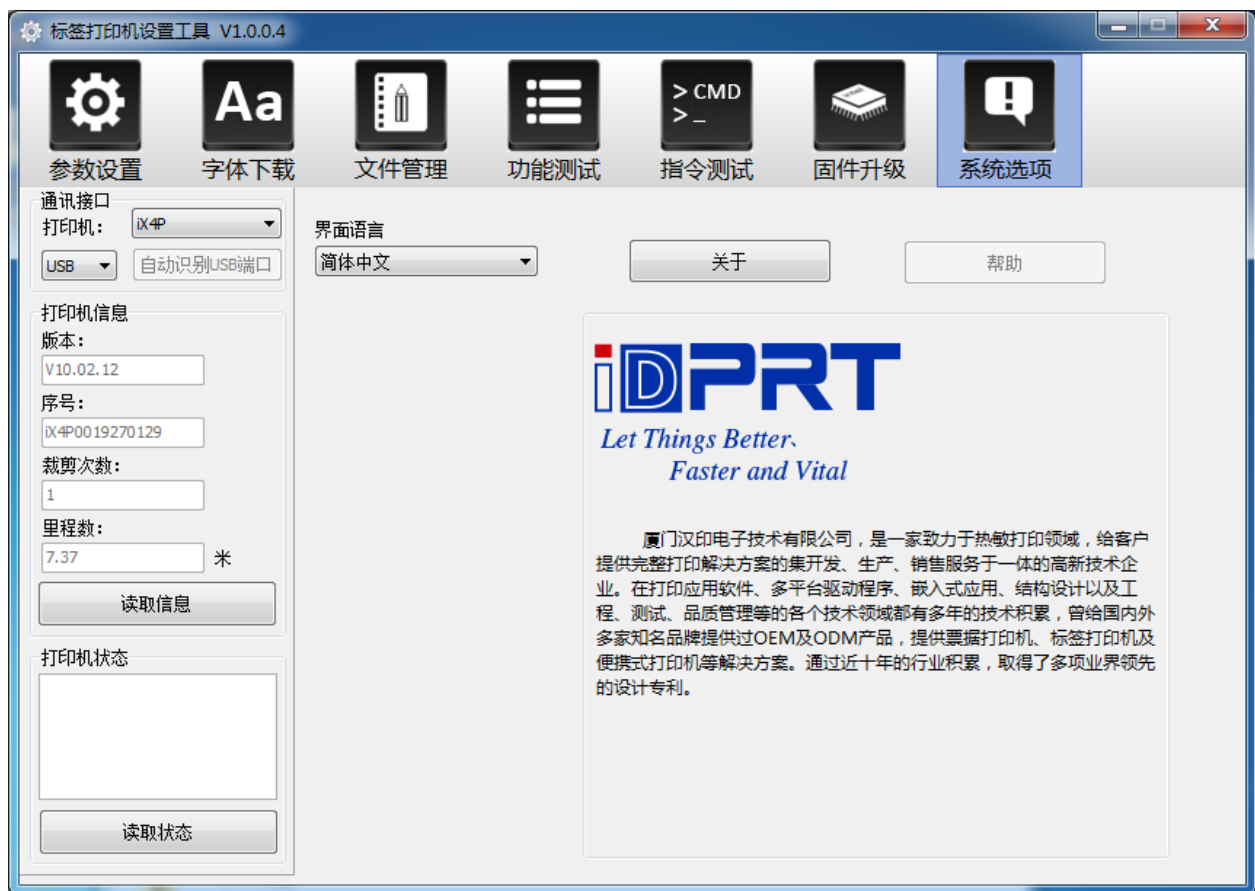 标签打印机设置工具 V1.0.0.4
Aa
> CMD
> _
参数设置
字体下载
文件管理
功能测试
指令测试
固件升级
系统选项
通讯接口
打印机：
iX4P
USB
自动识别USB端口
打印机信息
版本：
V10.02.12
序号：
iX4P0019270129
裁剪次数：
1
里程数：
7.37
米
读取信息
打印机状态
读取状态
界面语言
简体中文
关于
帮助
iDPRT
Let Things Better、
Faster and Vital
厦门汉印电子技术有限公司，是一家致力于热敏打印领域，给客户
提供完整打印解决方案的集开发、生产、销售服务于一体的高新技术企
业。在打印应用软件、多平台驱动程序、嵌入式应用、结构设计以及工
程、测试、品质管理等的各个技术领域都有多年的技术积累，曾给国内外
多家知名品牌提供过OEM及ODM产品，提供票据打印机、标签打印机及
便携式打印机等解决方案。通过近十年的行业积累，取得了多项业界领先
的设计专利。